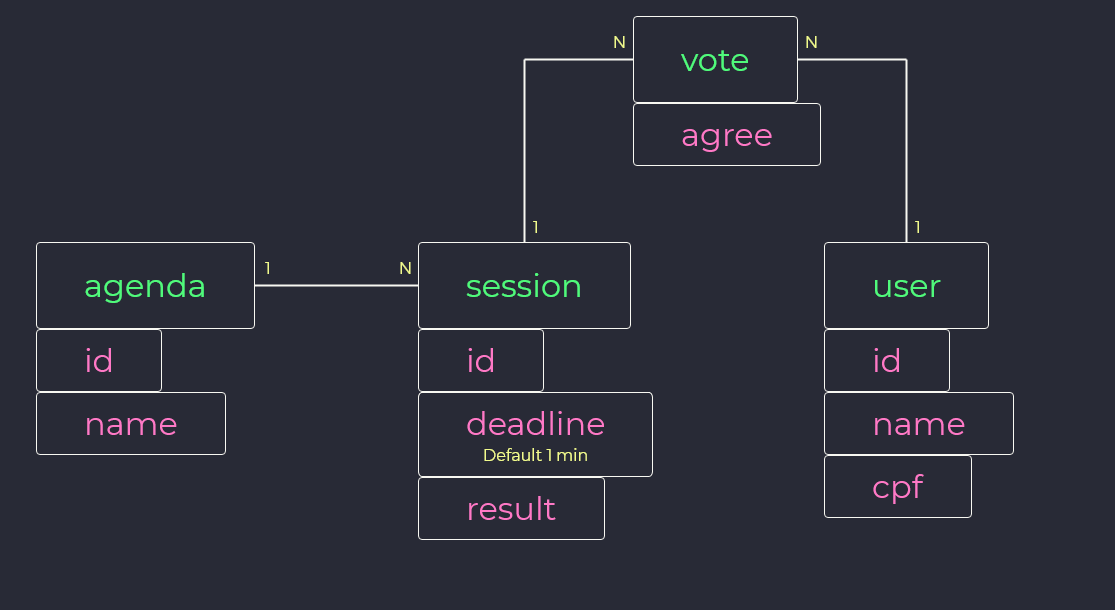 N
vote
N
agree
1
1
agenda
1
N
session
user
id
id
id
name
deadline
Default 1 min
name
result
cpf